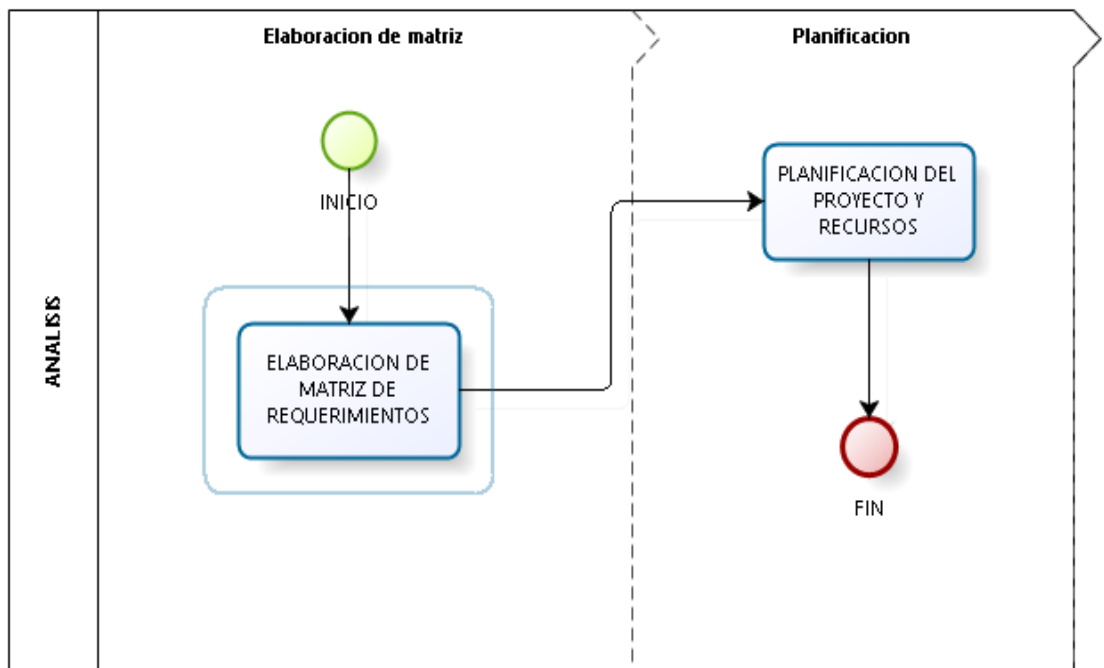 Elaboracion de matriz
Planificacion
ANALISIS
INICIO
ELABORACION DE
MATRIZ DE
REQUERIMIENTOS
PLANIFICACION DEL
PROYECTO Y
RECURSOS
FIN